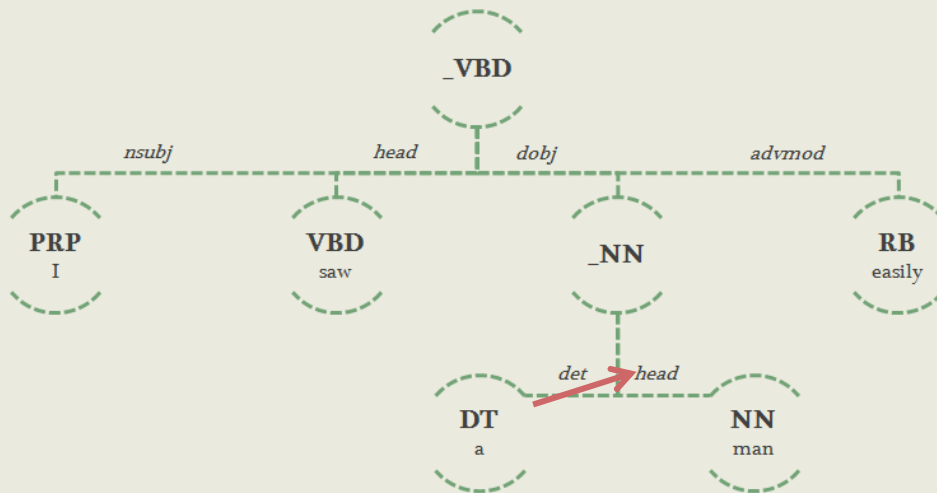 _VBD
nsubj head dobj advmod
PRP VBD _NN RB
I saw easily
det head
DT NN
a man